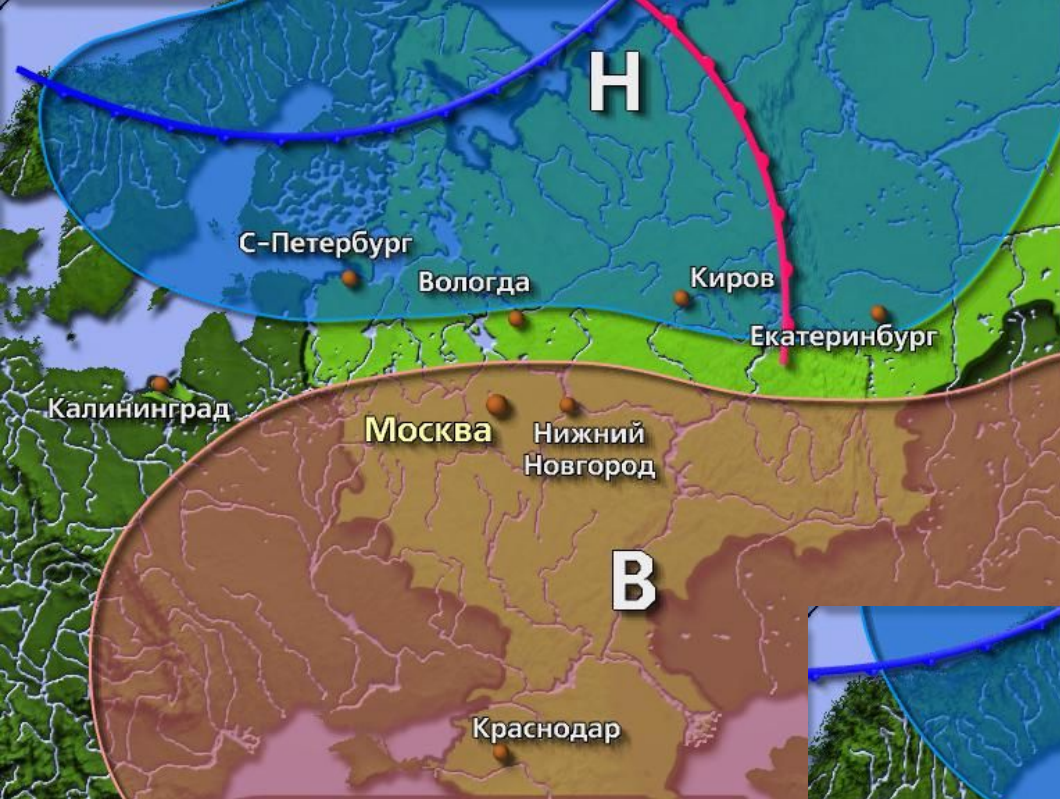 Н
С-Петербург
Вологда
Киров
Екатеринбург
Калининград
Москва
Нижний
Новгород
В
Краснодар